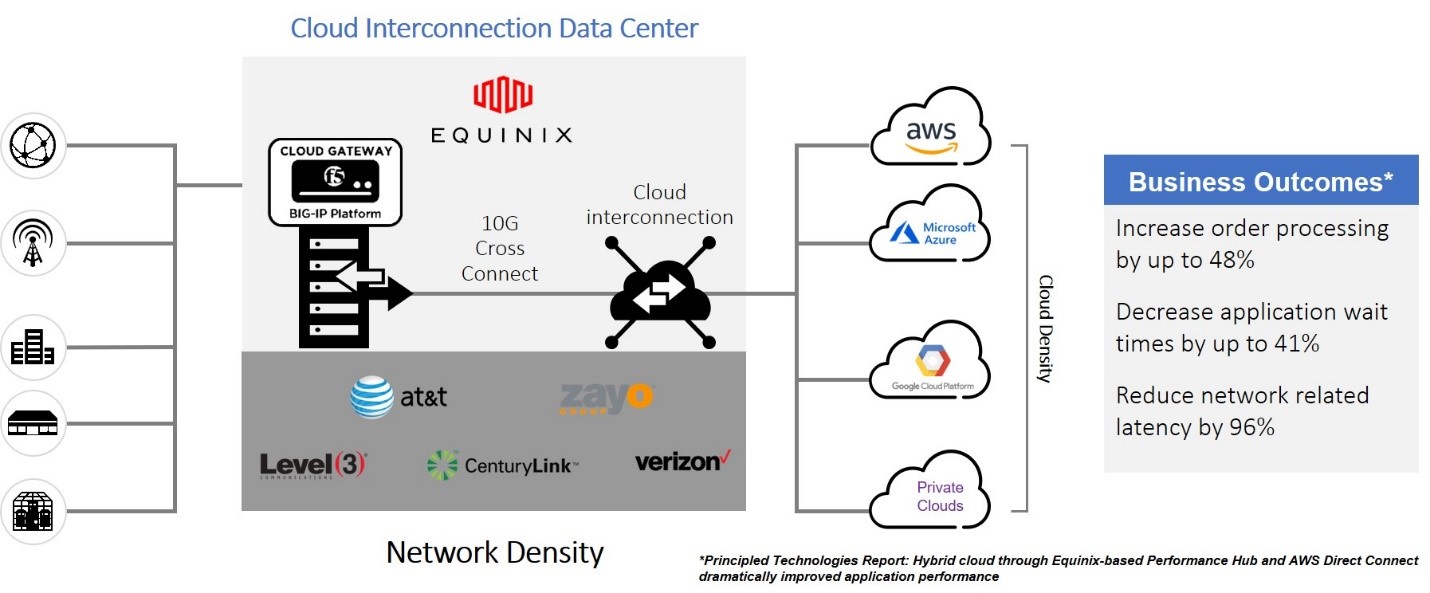 Cloud Interconnection Data Center
EQUINIX
CLOUD GATEWAY
f5
BIG-IP Platform
10G
Cross
Connect
Cloud
interconnection
at&t
zayo
GROUP
Level(3)
COMMUNICATIONS
CenturyLink™
verizon
Network Density
aws
Microsoft
Azure
Google Cloud Platform
Private
Clouds
Cloud Density
Business Outcomes*
Increase order processing
by up to 48%
Decrease application wait
times by up to 41%
Reduce network related
latency by 96%
*Principled Technologies Report: Hybrid cloud through Equinix-based Performance Hub and AWS Direct Connect
dramatically improved application performance